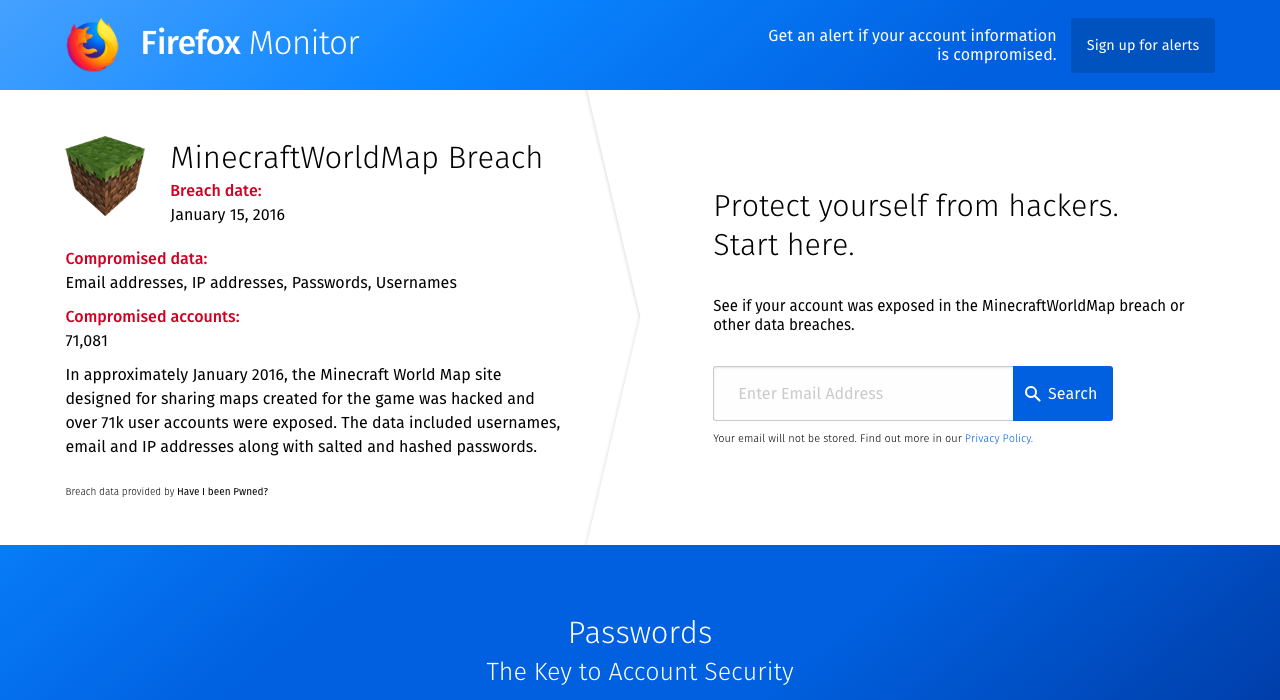 Firefox Monitor
Get an alert if your account information
is compromised.
Sign up for alerts
MinecraftWorldMap Breach
Breach date:
January 15, 2016
Compromised data:
Email addresses, IP addresses, Passwords, Usernames
Compromised accounts:
71,081
In approximately January 2016, the Minecraft World Map site
designed for sharing maps created for the game was hacked and
over 71k user accounts were exposed. The data included usernames,
email and IP addresses along with salted and hashed passwords.
Breach data provided by Have I been Pwned?
Protect yourself from hackers.
Start here.
See if your account was exposed in the MinecraftWorldMap breach or
other data breaches.
Enter Email Address
Search
Your email will not be stored. Find out more in our Privacy Policy.
Passwords
The Key to Account Security